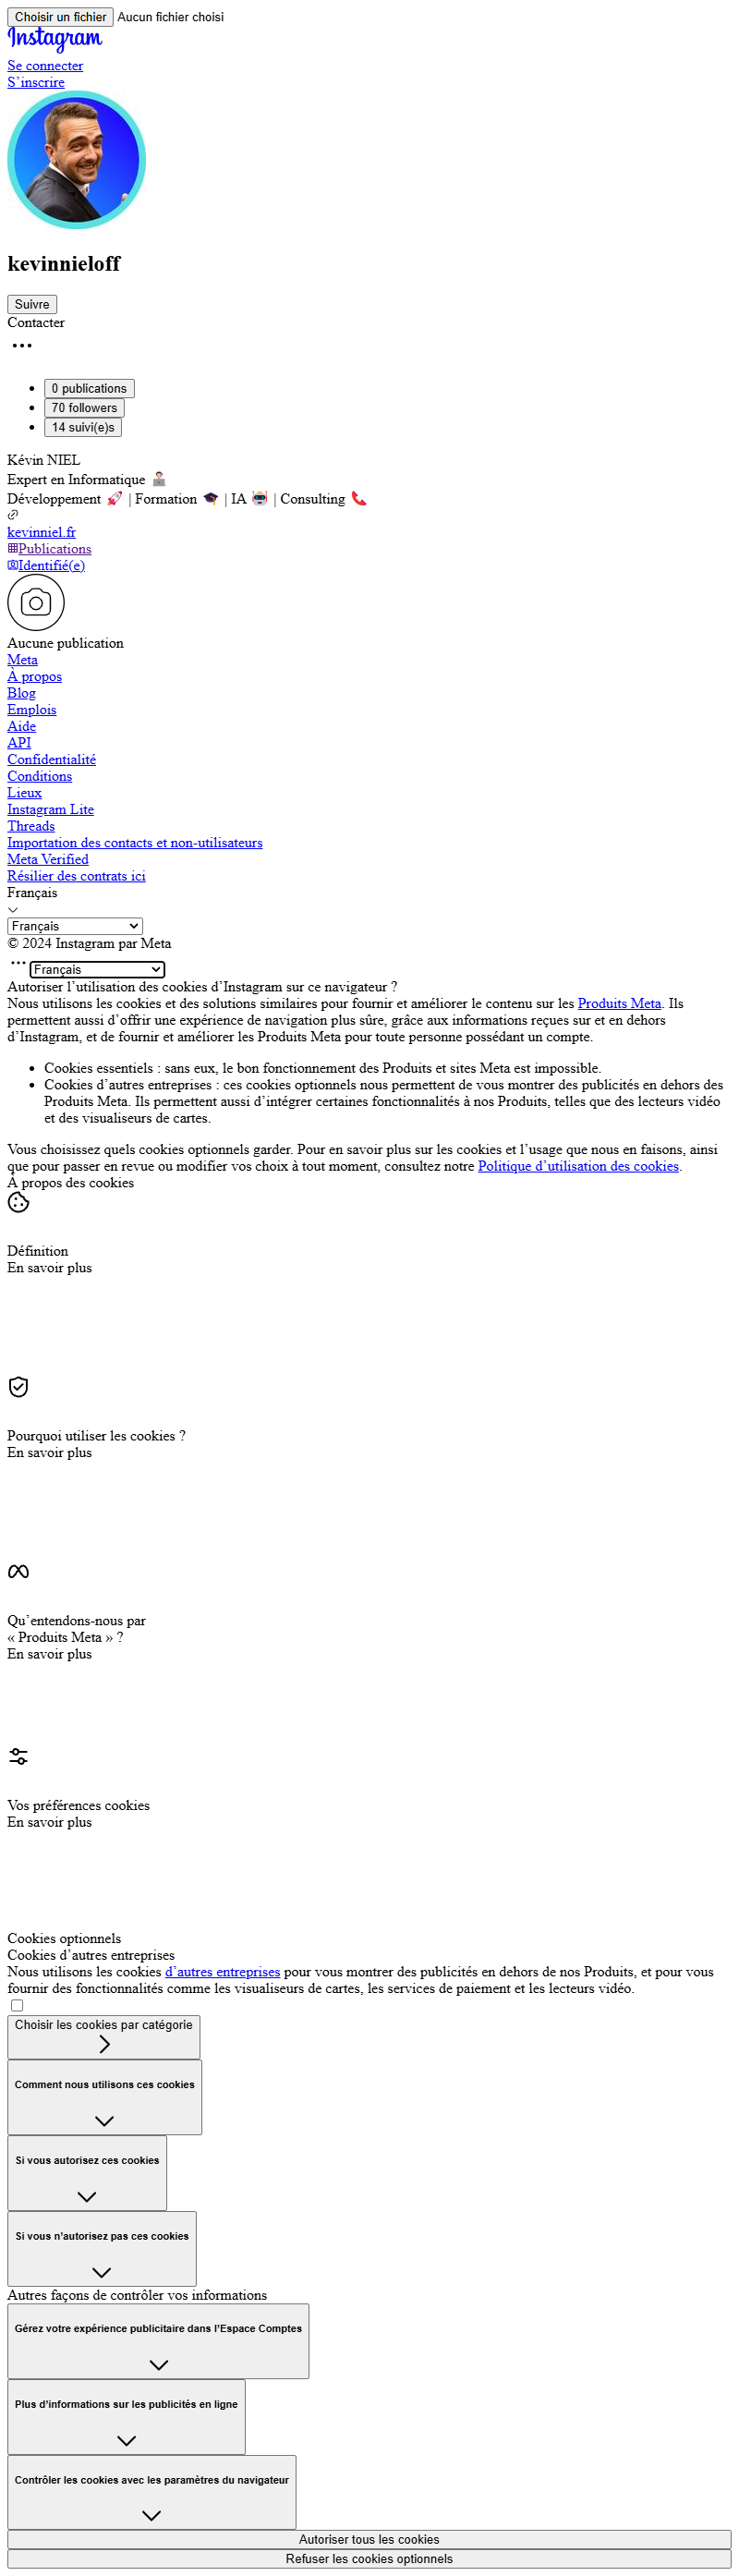 Choisir un fichier Aucun fichier choisi
Instagram
Se connecter
S’inscrire
kevinnieloff
Suivre
Contacter
0 publications
70 followers
14 suivi(e)s
Kévin NIEL
Expert en Informatique 👨🏻‍💻
Développement 🚀 | Formation 🎓 | IA 🤖 | Consulting 📞
kevinniel.fr
Publications
Identifié(e)
Aucune publication
Meta
À propos
Blog
Emplois
Aide
API
Confidentialité
Conditions
Lieux
Instagram Lite
Threads
Importation des contacts et non-utilisateurs
Meta Verified
Résilier des contrats ici
Français
Français
© 2024 Instagram par Meta
Français
Autoriser l’utilisation des cookies d’Instagram sur ce navigateur ?
Nous utilisons les cookies et des solutions similaires pour fournir et améliorer le contenu sur les Produits Meta. Ils
permettent aussi d’offrir une expérience de navigation plus sûre, grâce aux informations reçues sur et en dehors
d’Instagram, et de fournir et améliorer les Produits Meta pour toute personne possédant un compte.
Cookies essentiels : sans eux, le bon fonctionnement des Produits et sites Meta est impossible.
Cookies d’autres entreprises : ces cookies optionnels nous permettent de vous montrer des publicités en dehors des
Produits Meta. Ils permettent aussi d’intégrer certaines fonctionnalités à nos Produits, telles que des lecteurs vidéo
et des visualiseurs de cartes.
Vous choisissez quels cookies optionnels garder. Pour en savoir plus sur les cookies et l’usage que nous en faisons, ainsi
que pour passer en revue ou modifier vos choix à tout moment, consultez notre Politique d’utilisation des cookies.
À propos des cookies
Définition
En savoir plus
Pourquoi utiliser les cookies ?
En savoir plus
Qu’entendons-nous par
« Produits Meta » ?
En savoir plus
Vos préférences cookies
En savoir plus
Cookies optionnels
Cookies d’autres entreprises
Nous utilisons les cookies d’autres entreprises pour vous montrer des publicités en dehors de nos Produits, et pour vous
fournir des fonctionnalités comme les visualiseurs de cartes, les services de paiement et les lecteurs vidéo.
Choisir les cookies par catégorie
Comment nous utilisons ces cookies
Si vous autorisez ces cookies
Si vous n’autorisez pas ces cookies
Autres façons de contrôler vos informations
Gérez votre expérience publicitaire dans l’Espace Comptes
Plus d’informations sur les publicités en ligne
Contrôler les cookies avec les paramètres du navigateur
Autoriser tous les cookies
Refuser les cookies optionnels